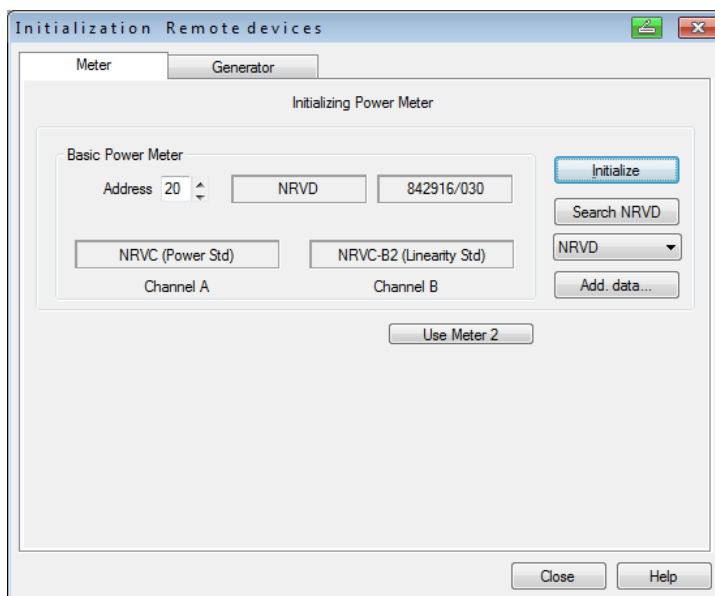 Initialization Remote devices
Meter Generator
Initializing Power Meter
Basic Power Meter
Address 20 NRVD 842916/030 Initialize
Search NRVD
NRVC (Power Std) NRVC-B2 (Linearity Std) NRVD
Channel A Channel B Add. data...
Use Meter 2
Close Help